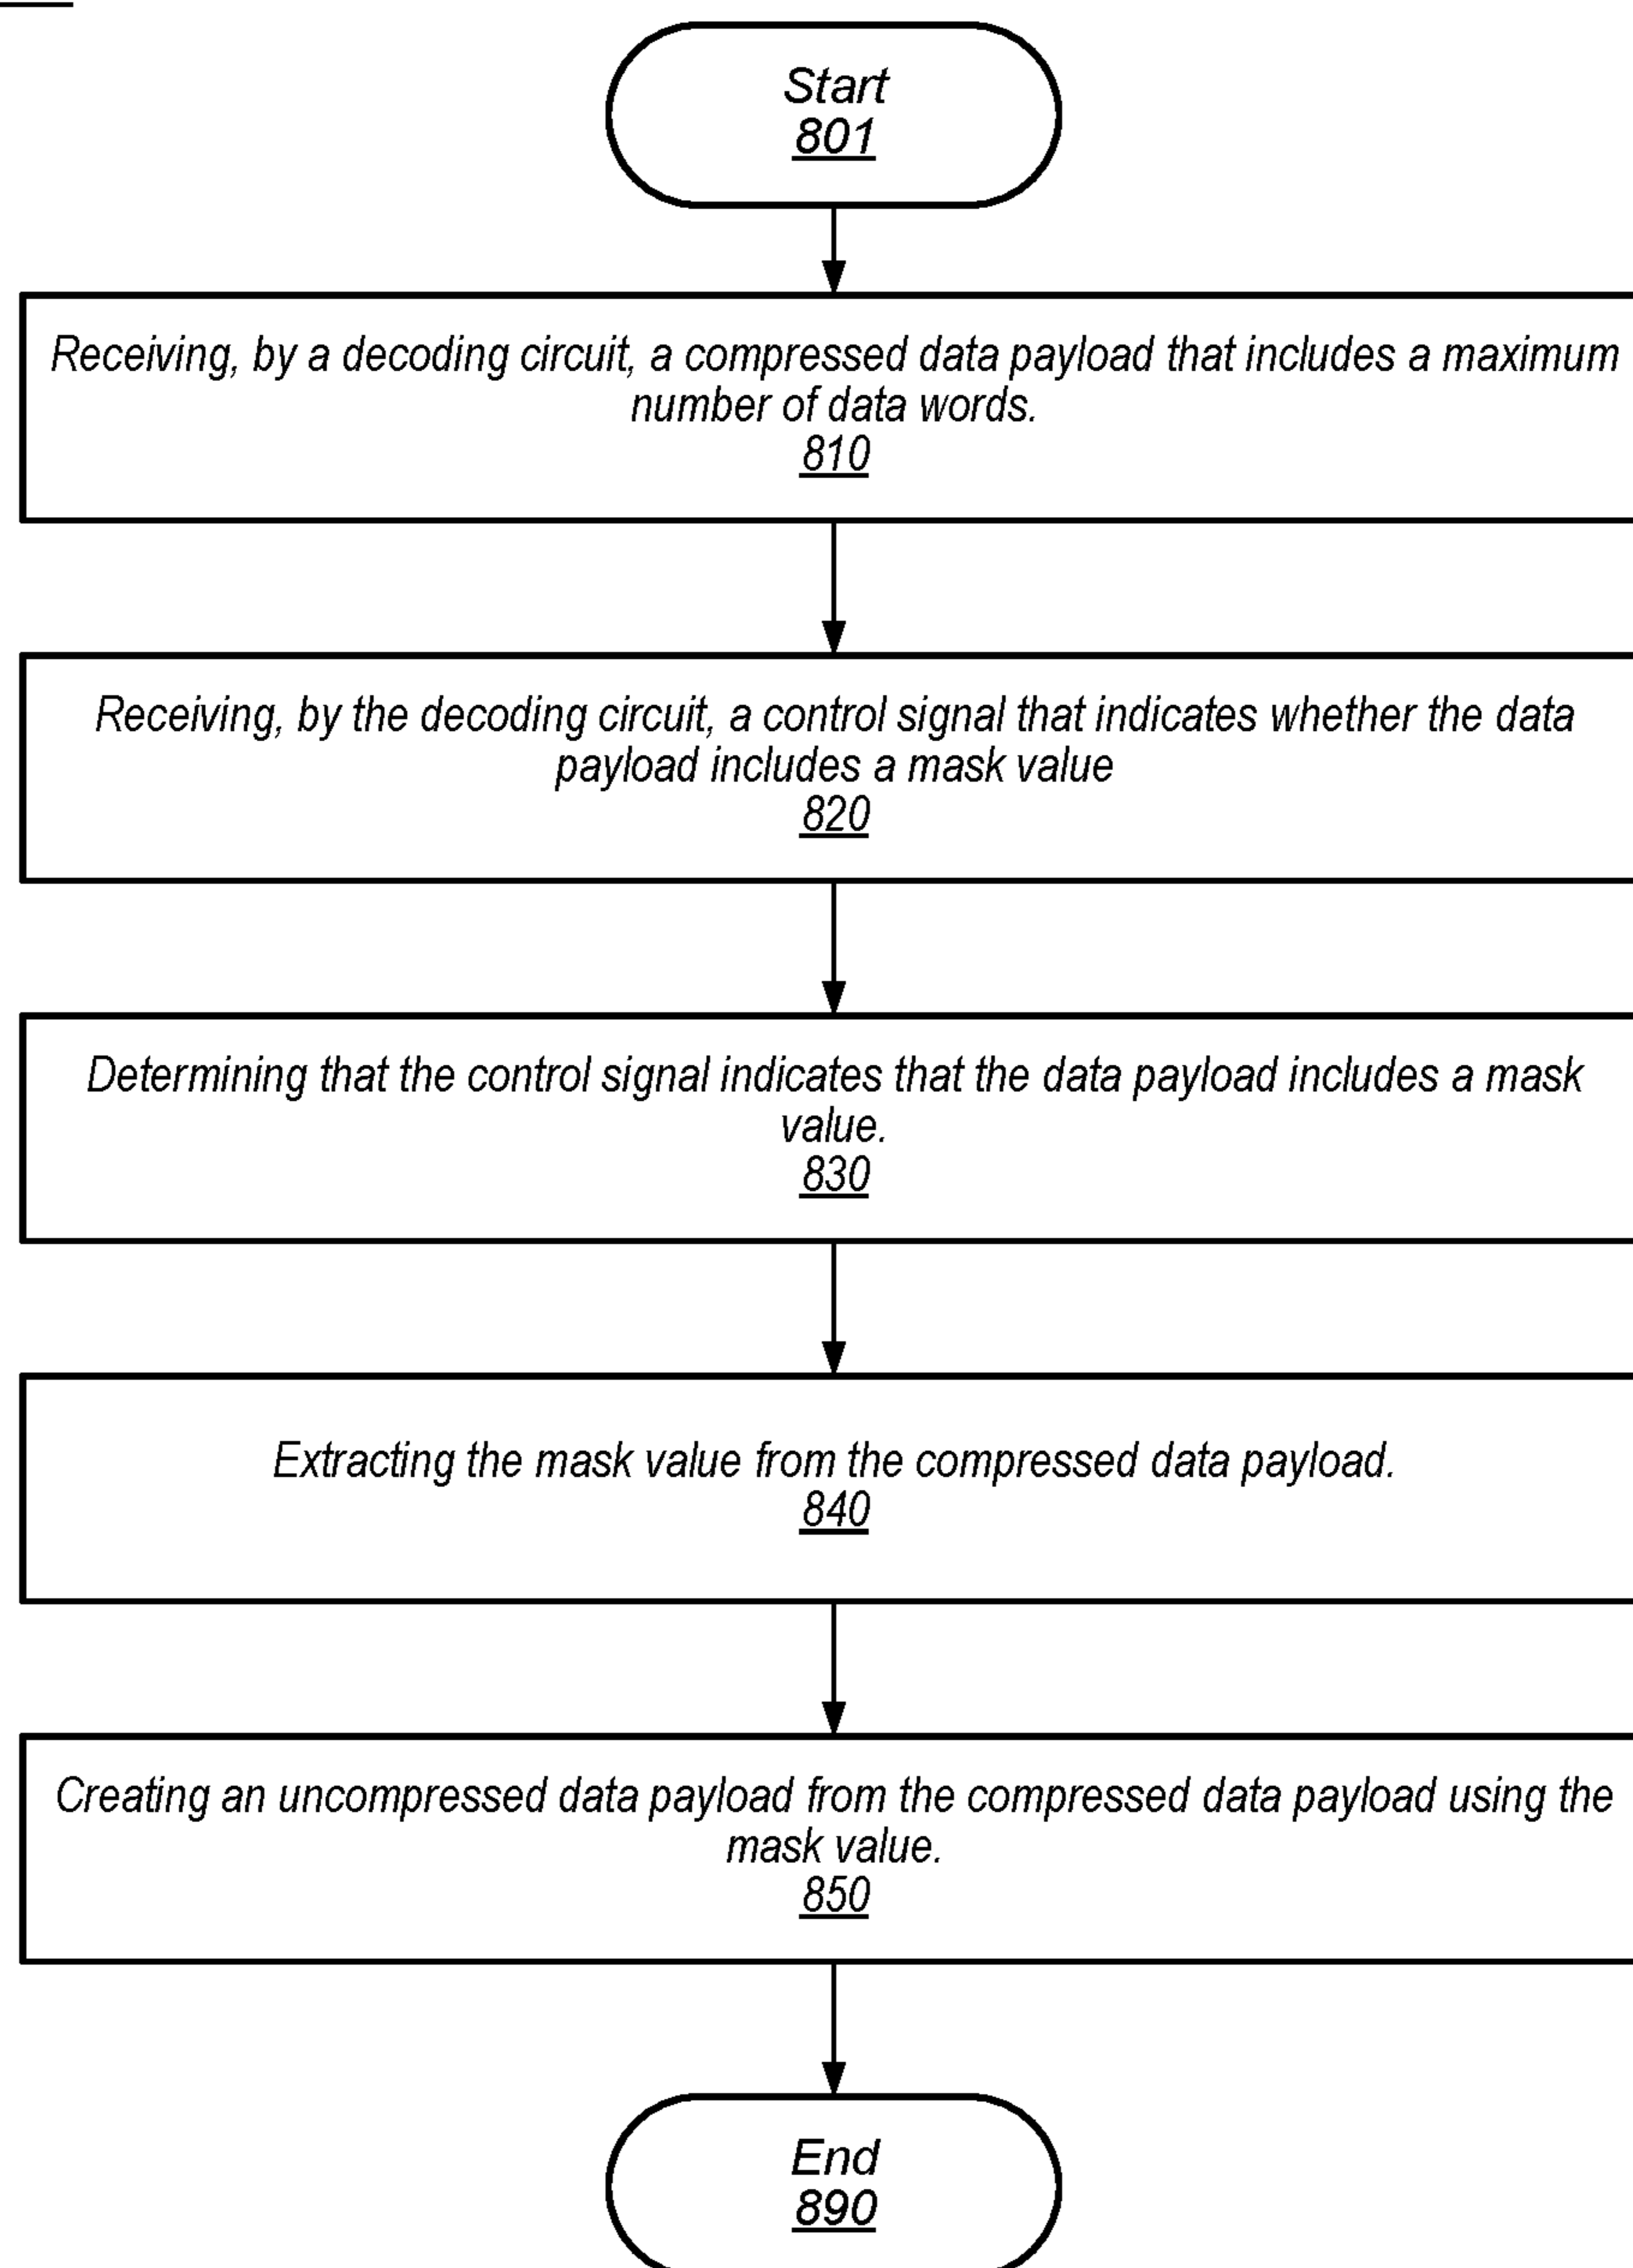 Start
801
Receiving, by a decoding circuit, a compressed data payload that includes a maximum
number of data words.
810
Receiving, by the decoding circuit, a control signal that indicates whether the data
payload includes a mask value
820
Determining that the control signal indicates that the data payload includes a mask
value.
830
Extracting the mask value from the compressed data payload.
840
Creating an uncompressed data payload from the compressed data payload using the
mask value.
850
End
890